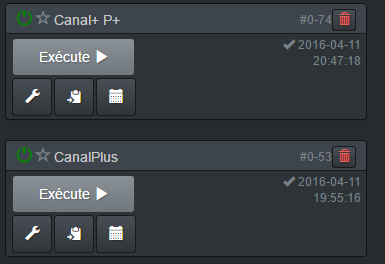 Canal+ P+ #0-74
Exécute
2016-04-11
20:47:18
CanalPlus #0-53
Exécute
2016-04-11
19:55:16